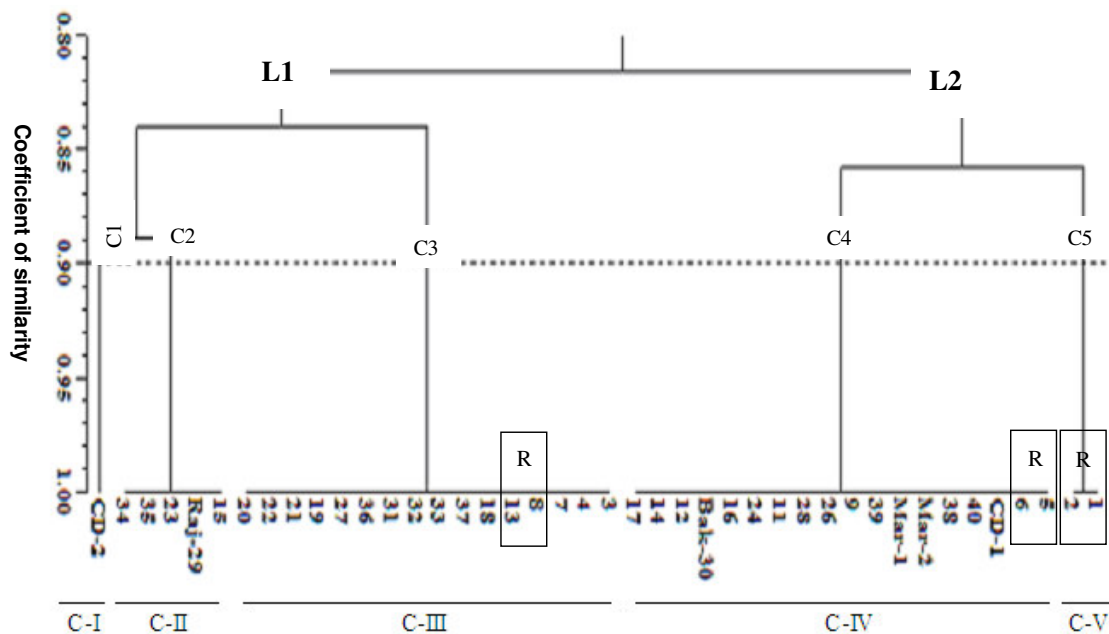 0.80
L1
L2
0.85
Coefficient of similarity
C1
C2
C3
C4
C5
0.90
0.95
R
R
R
1.00
CD-2
34
35
23
Raj-29
15
20
22
21
19
27
36
31
32
33
37
18
13
8
7
4
3
17
14
12
Bak-30
16
24
11
28
26
9
39
Mar-1
Mar-2
38
40
CD-1
6
5
2
1
C-I
C-II
C-III
C-IV
C-V